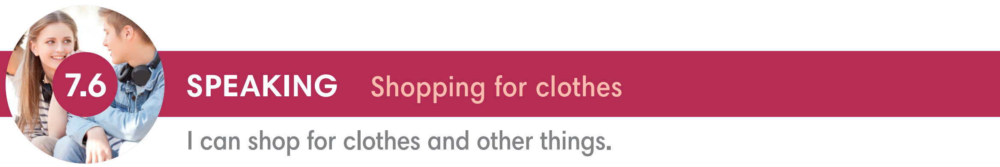 7.6 SPEAKING Shopping for clothes
I can shop for clothes and other things.